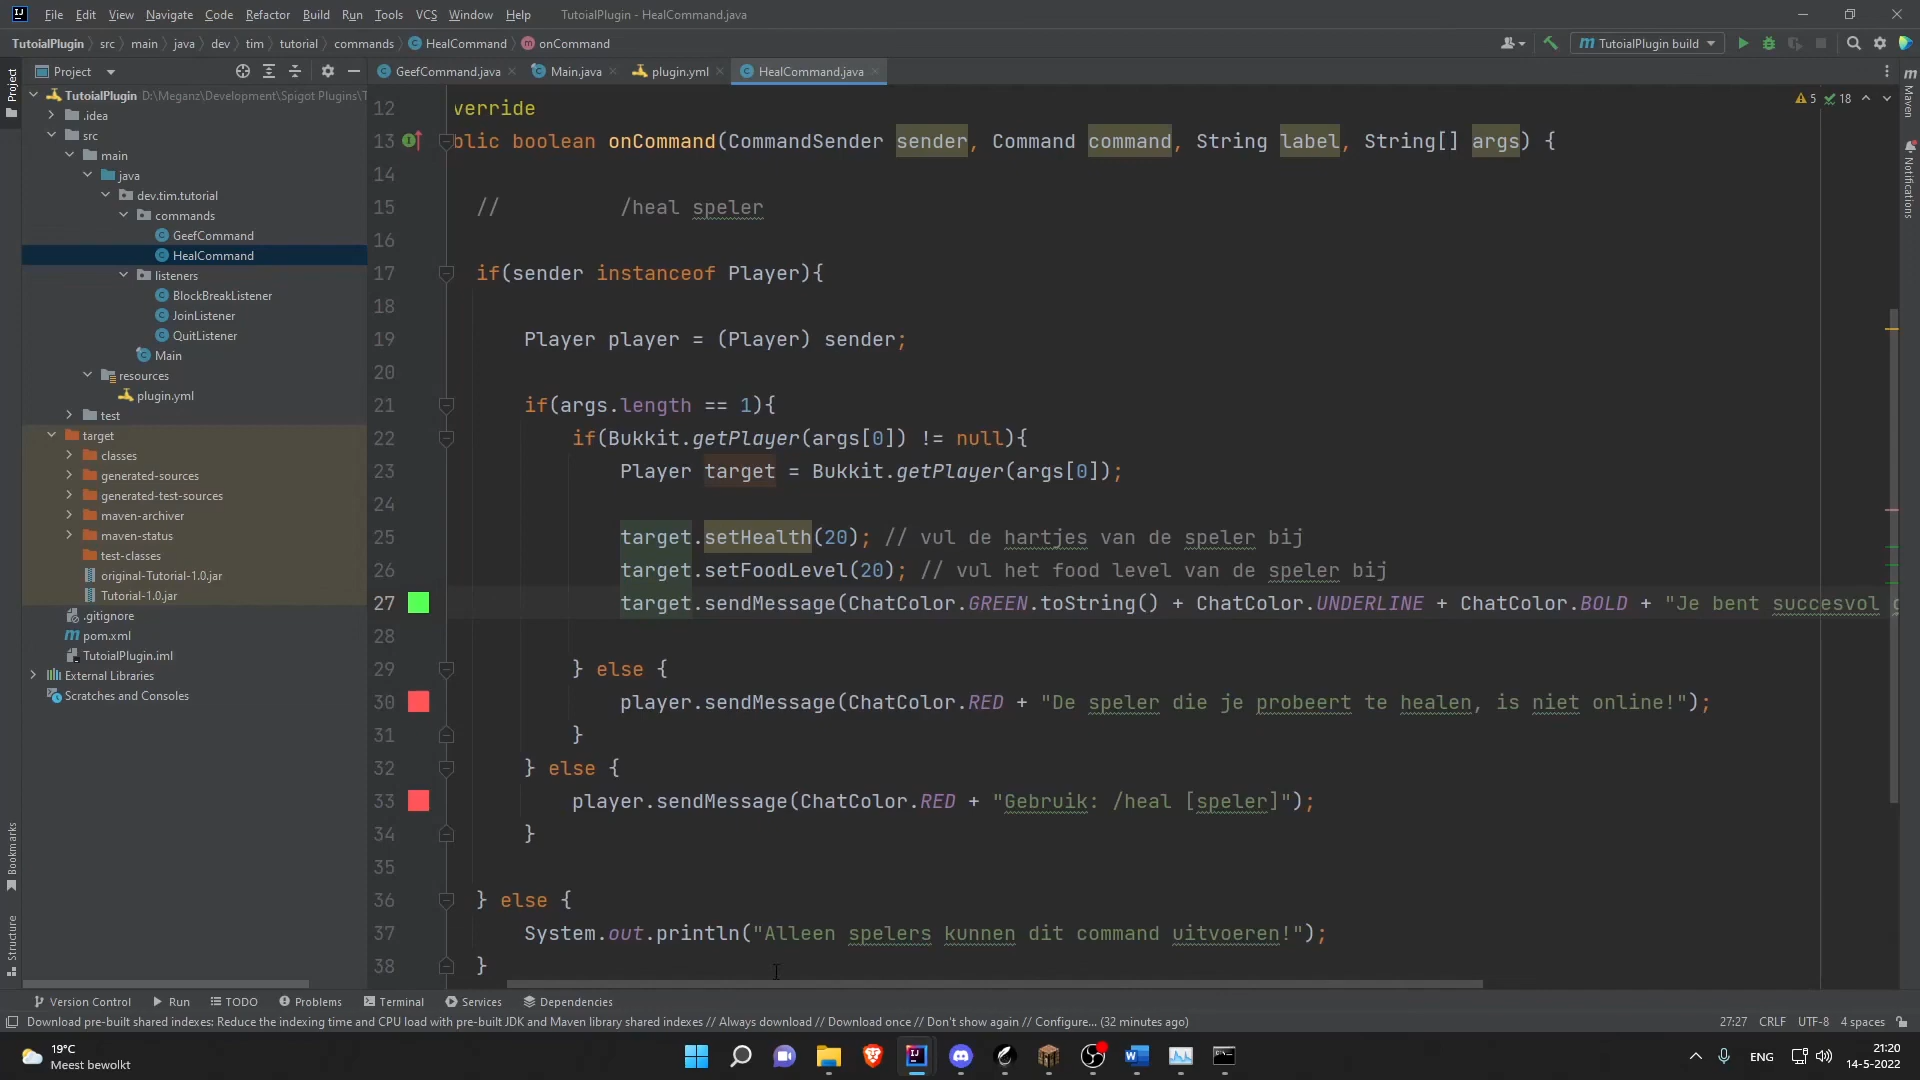 File Edit View Navigate Code Refactor Build Run Tools VCS Window Help TutoialPlugin - HealCommand.java
TutoialPlugin src main java dev tim tutorial commands HealCommand onCommand TutoialPlugin build
Project GeefCommand.java Main.java plugin.yml HealCommand.java
Project
Maven
Notifications
Bookmarks
Structure
TutoialPlugin D:\Meganz\Development\Spigot Plugins\T
.idea
src
main
java
dev.tim.tutorial
commands
GeefCommand
HealCommand
listeners
BlockBreakListener
JoinListener
QuitListener
Main
resources
plugin.yml
test
target
classes
generated-sources
generated-test-sources
maven-archiver
maven-status
test-classes
original-Tutorial-1.0.jar
Tutorial-1.0.jar
.gitignore
pom.xml
TutoialPlugin.iml
External Libraries
Scratches and Consoles
5 18
12 verride
13 blic boolean onCommand(CommandSender sender, Command command, String label, String[] args) {
14
15 // /heal speler
16
17 if(sender instanceof Player){
18
19 Player player = (Player) sender;
20
21 if(args.length == 1){
22 if(Bukkit.getPlayer(args[0]) != null){
23 Player target = Bukkit.getPlayer(args[0]);
24
25 target.setHealth(20); // vul de hartjes van de speler bij
26 target.setFoodLevel(20); // vul het food level van de speler bij
27 target.sendMessage(ChatColor.GREEN.toString() + ChatColor.UNDERLINE + ChatColor.BOLD + "Je bent succesvol
28
29 } else {
30 player.sendMessage(ChatColor.RED + "De speler die je probeert te healen, is niet online!");
31 }
32 } else {
33 player.sendMessage(ChatColor.RED + "Gebruik: /heal [speler]");
34 }
35
36 } else {
37 System.out.println("Alleen spelers kunnen dit command uitvoeren!");
38 }
Version Control Run TODO Problems Terminal Services Dependencies
Download pre-built shared indexes: Reduce the indexing time and CPU load with pre-built JDK and Maven library shared indexes // Always download // Download once // Don't show again // Configure... (32 minutes ago) 27:27 CRLF UTF-8 4 spaces
19°C
Meest bewolkt
ENG
21:20
14-5-2022